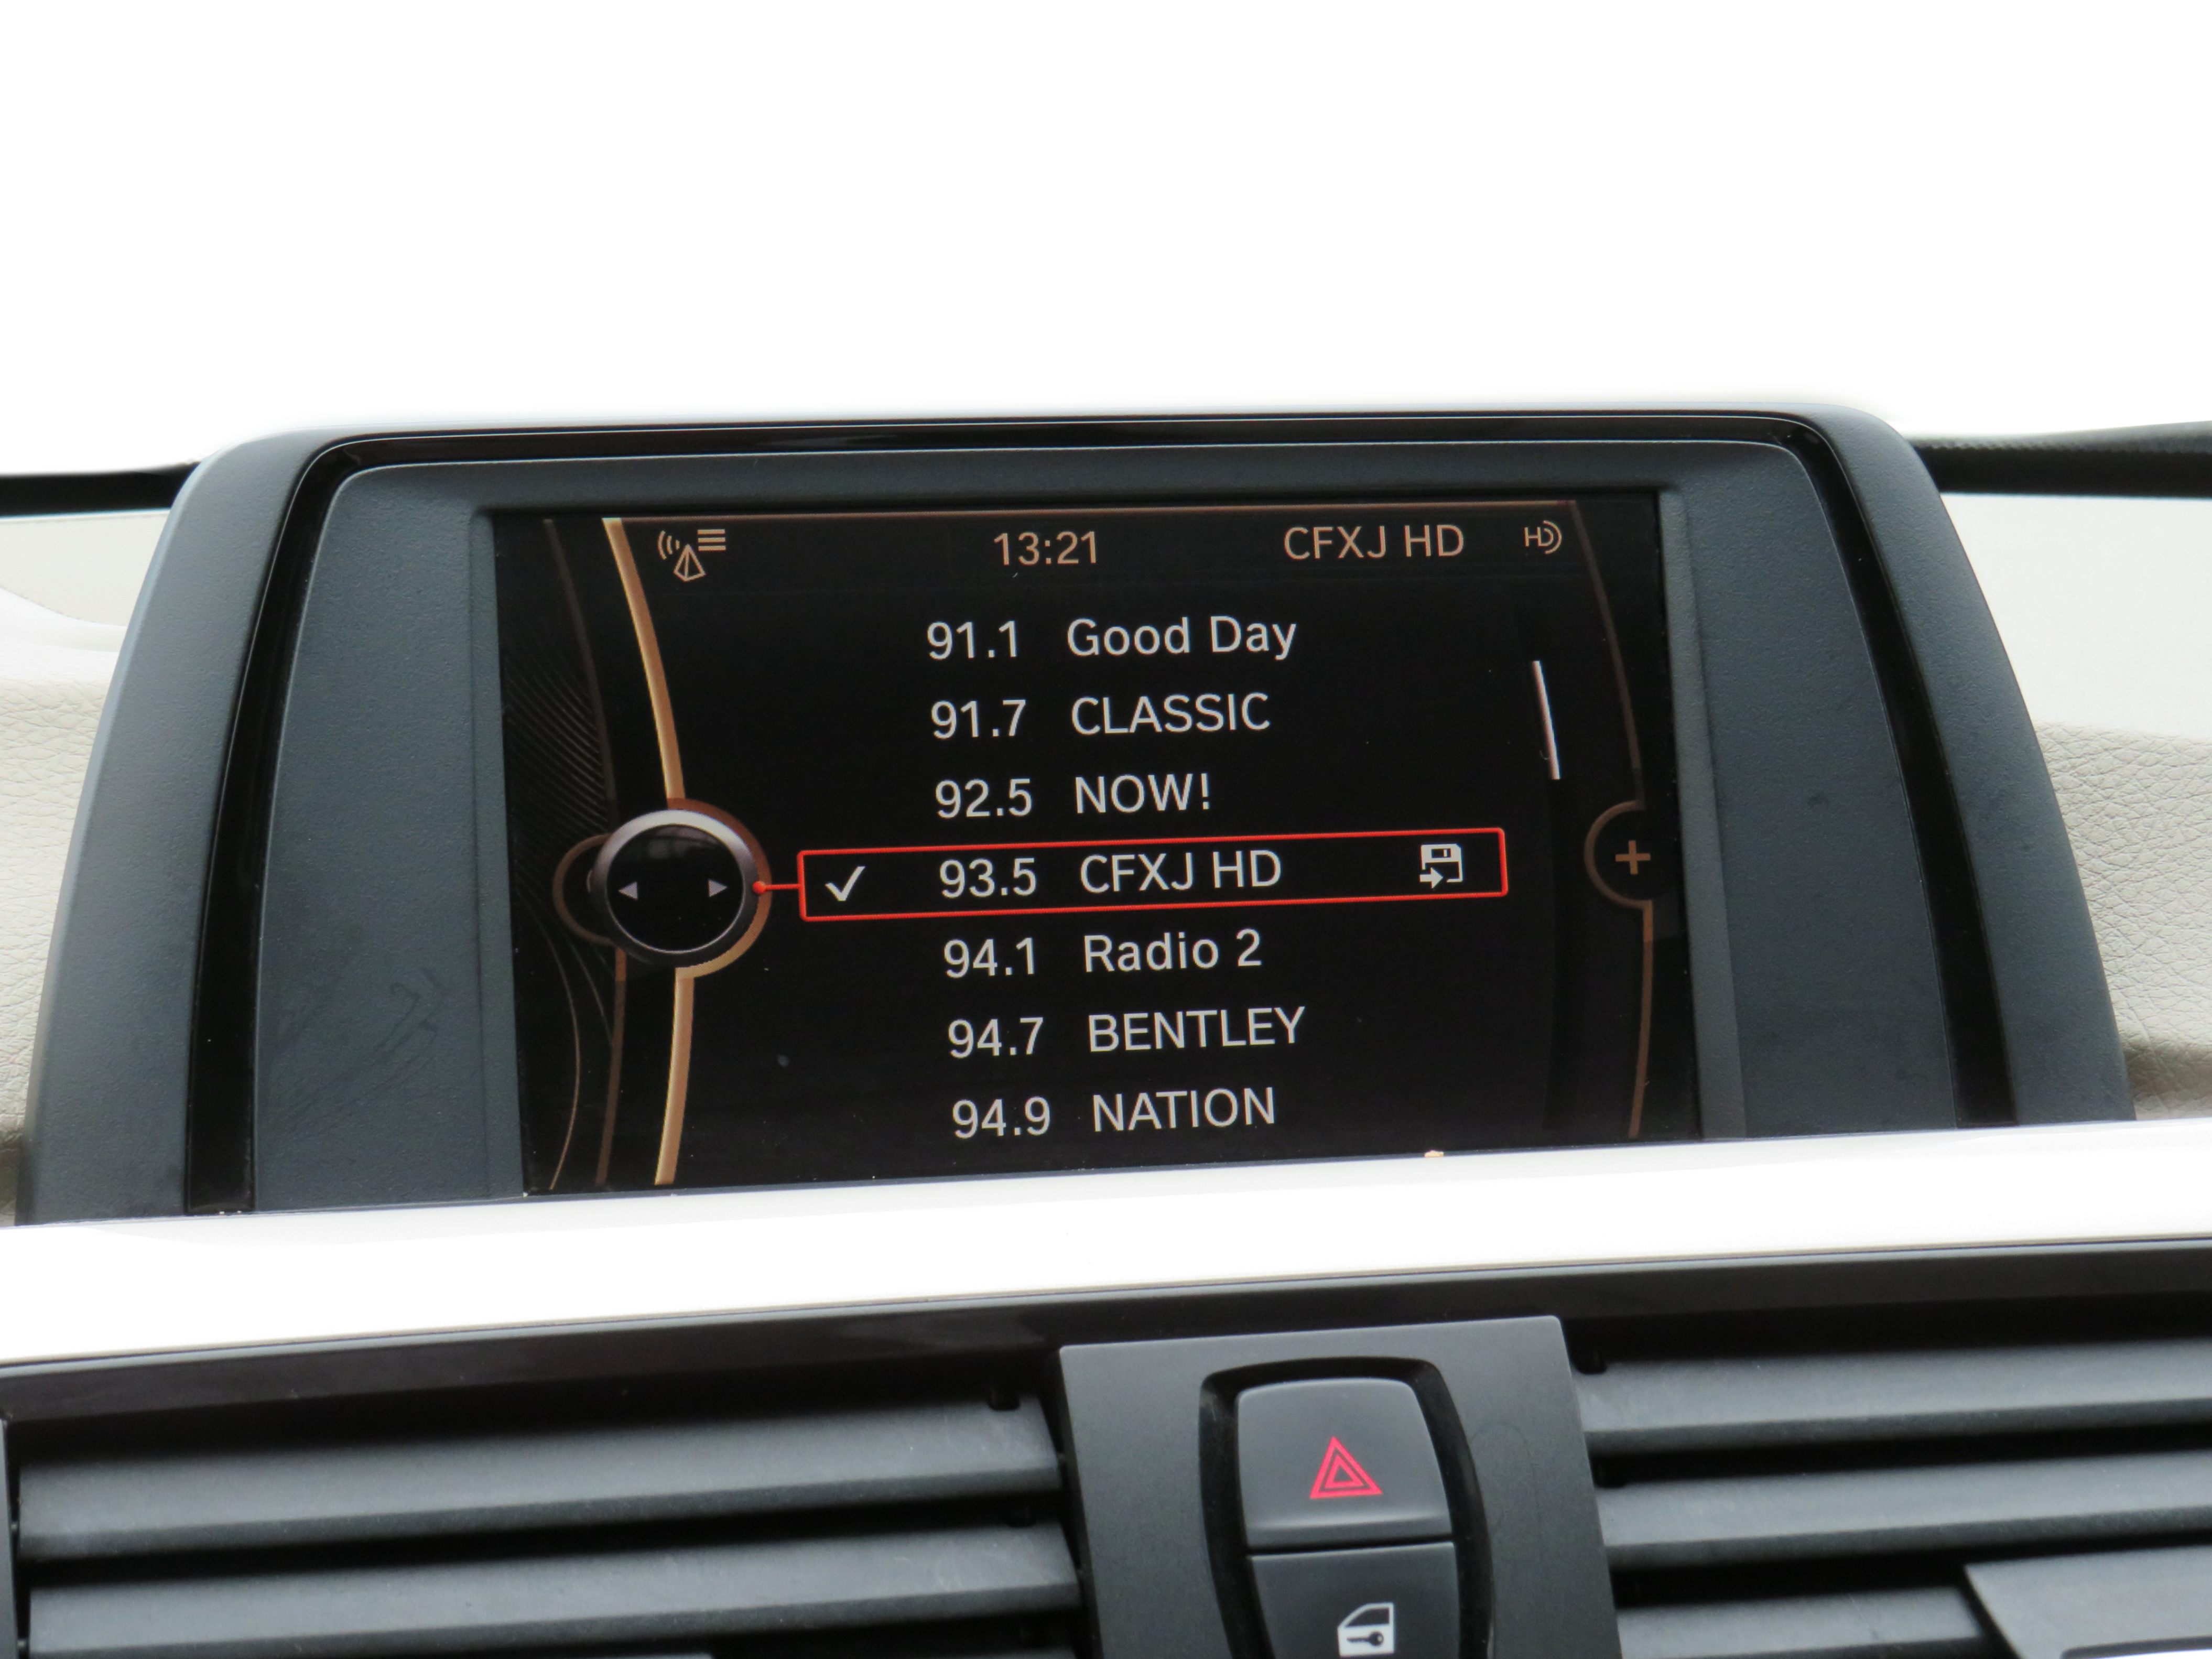 13:21 CFXJ HD HD
91.1 Good Day
91.7 CLASSIC
92.5 NOW!
93.5 CFXJ HD
94.1 Radio 2
94.7 BENTLEY
94.9 NATION